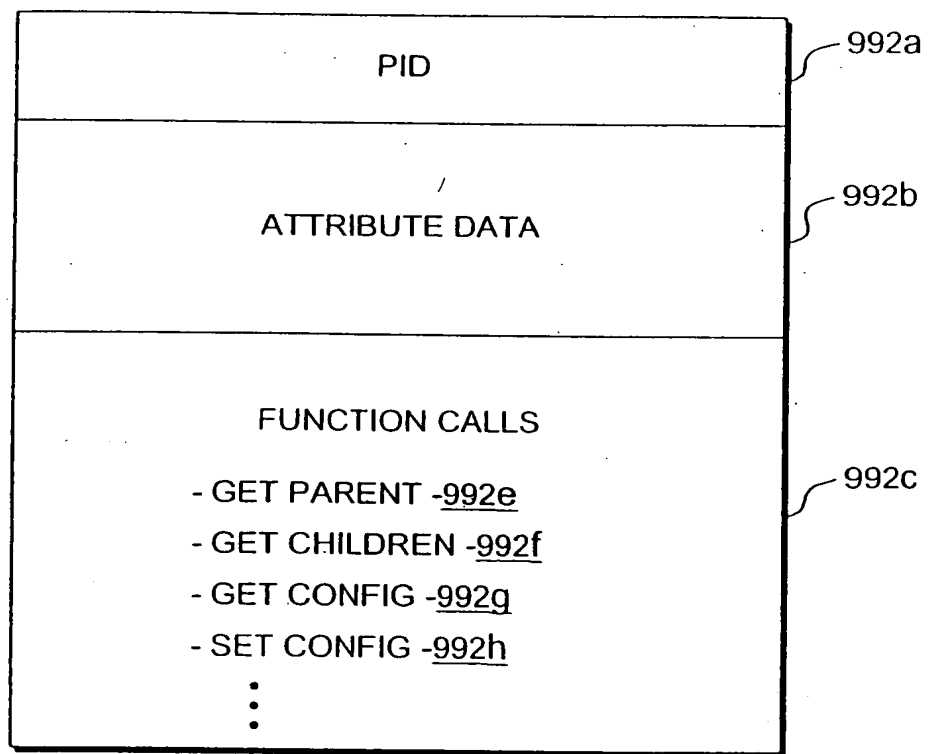 PID
992a
ATTRIBUTE DATA
992b
FUNCTION CALLS
- GET PARENT -992e
- GET CHILDREN -992f
- GET CONFIG -992g
- SET CONFIG -992h
992c